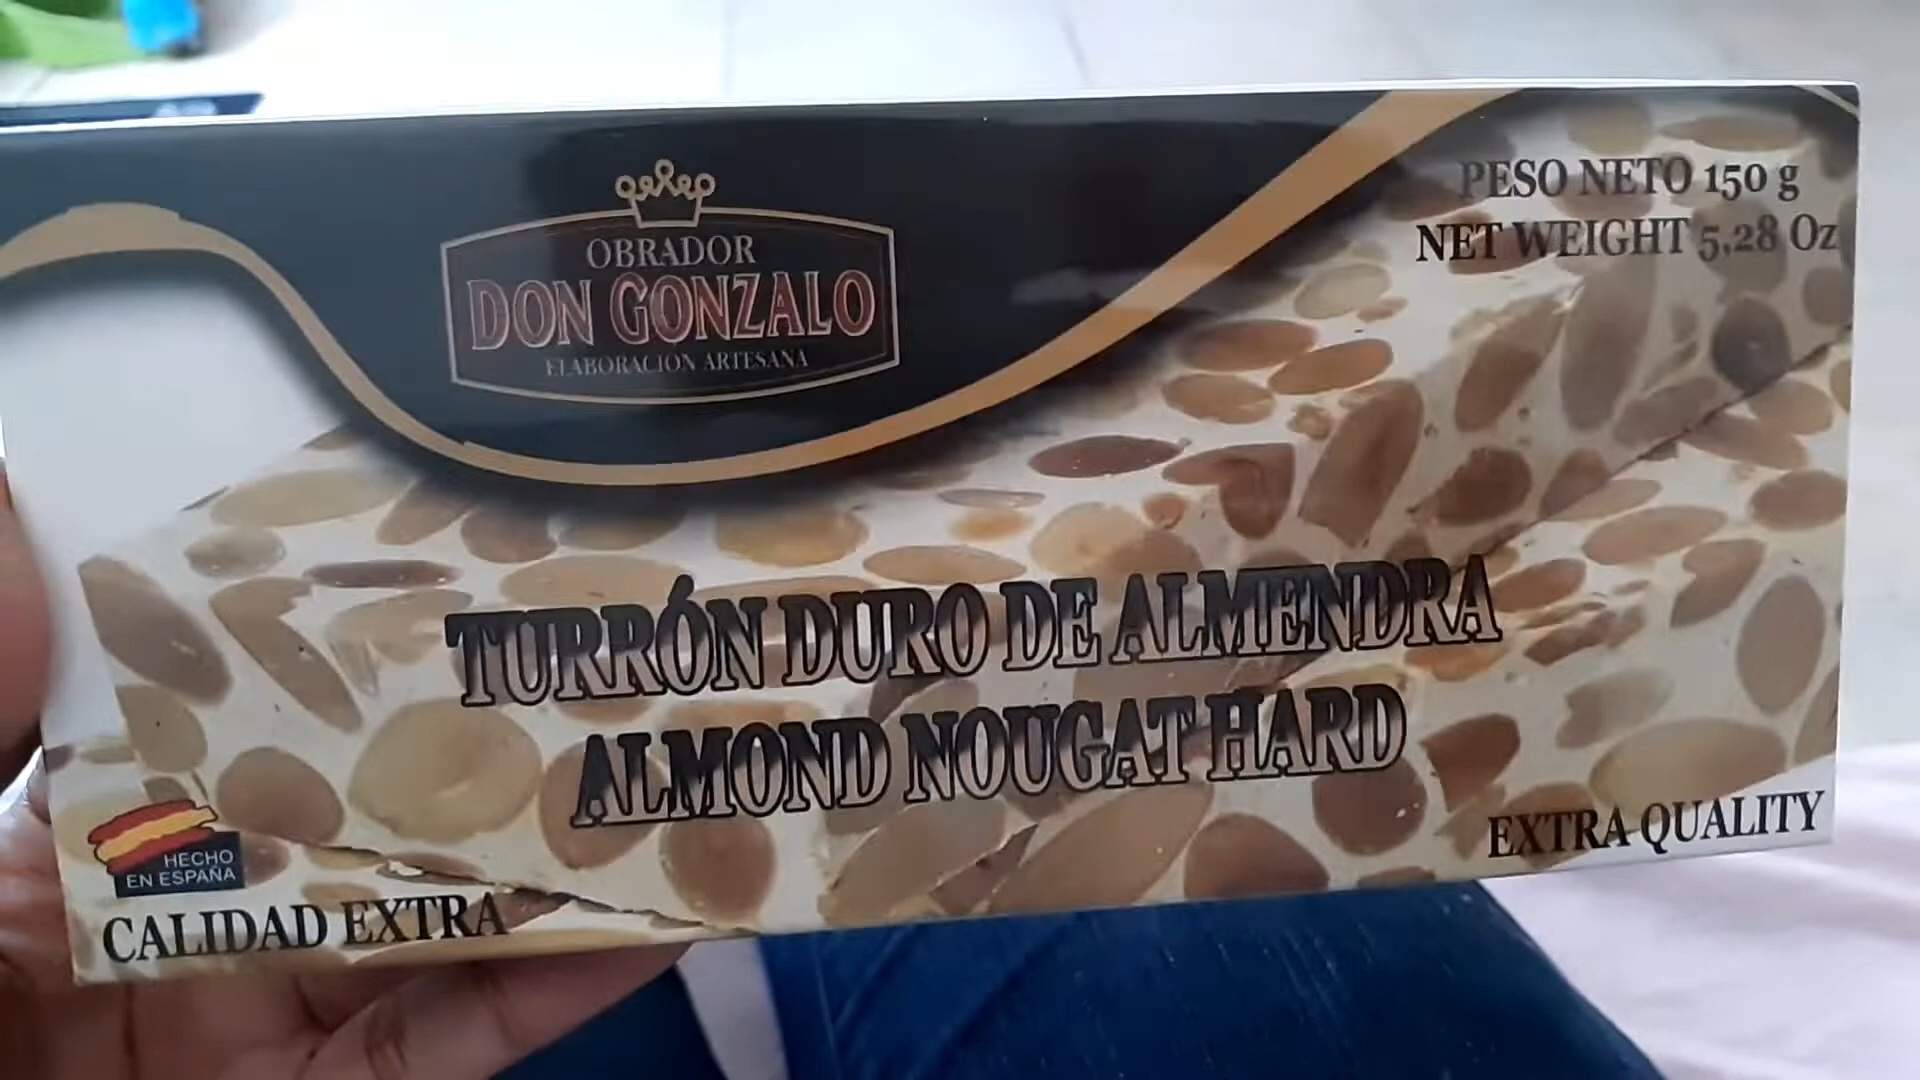 OBRADOR
DON GONZALO
ELABORACIÓN ARTESANA
PESO NETO 150 g
NET WEIGHT 5,28 Oz
TURRÓN DURO DE ALMENDRA
ALMOND NOUGAT HARD
HECHO
EN ESPAÑA
CALIDAD EXTRA
EXTRA QUALITY